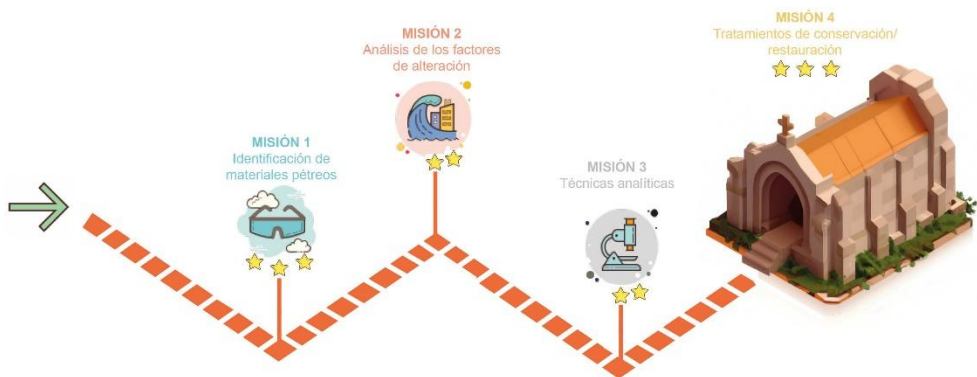 MISIÓN 1
Identificación de
materiales pétreos
MISIÓN 2
Análisis de los factores
de alteración
MISIÓN 3
Técnicas analíticas
MISIÓN 4
Tratamientos de conservación/
restauración